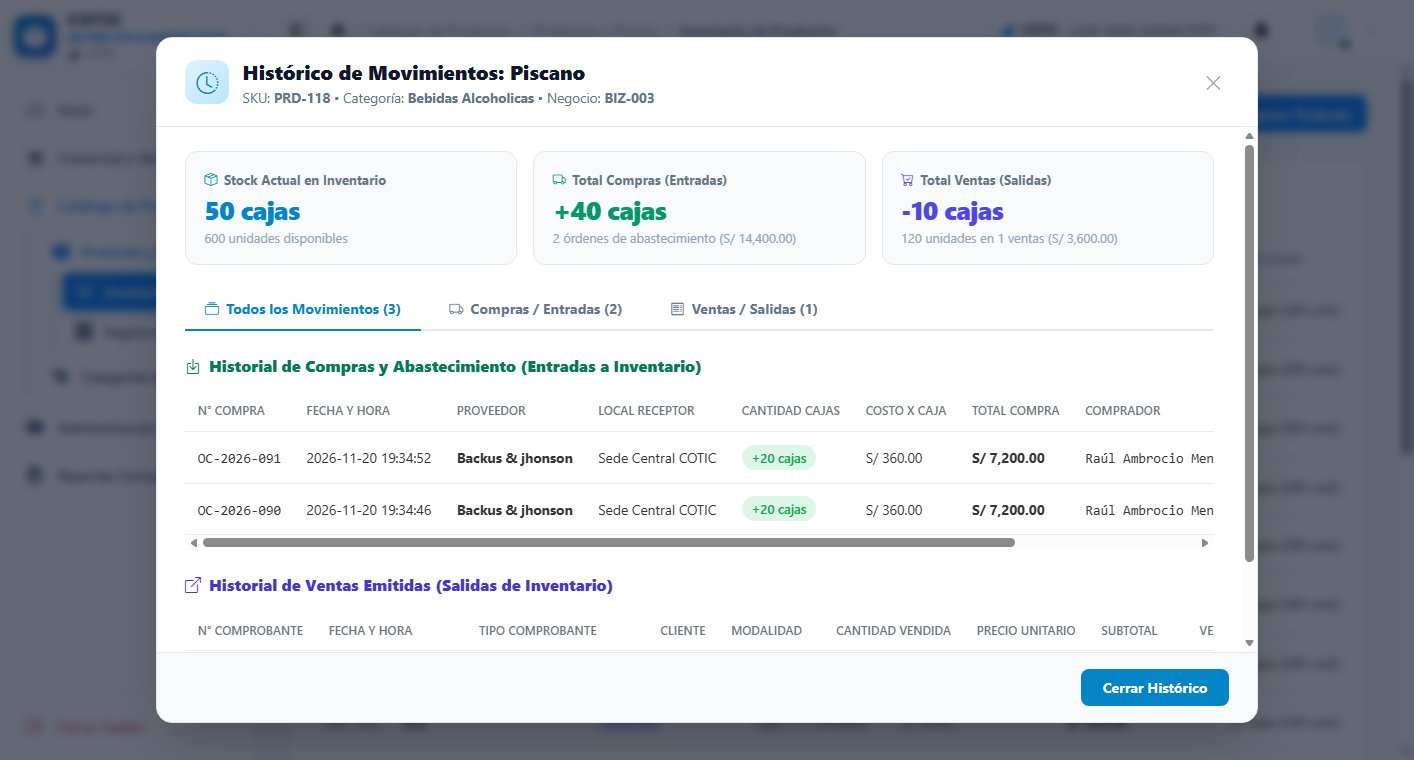 Histórico de Movimientos: Piscano
SKU: PRD-118 • Categoría: Bebidas Alcoholicas • Negocio: BIZ-003
Stock Actual en Inventario
50 cajas
600 unidades disponibles
Total Compras (Entradas)
+40 cajas
2 órdenes de abastecimiento (S/ 14,400.00)
Total Ventas (Salidas)
-10 cajas
120 unidades en 1 ventas (S/ 3,600.00)
Todos los Movimientos (3) Compras / Entradas (2) Ventas / Salidas (1)
Historial de Compras y Abastecimiento (Entradas a Inventario)
N° COMPRA FECHA Y HORA PROVEEDOR LOCAL RECEPTOR CANTIDAD CAJAS COSTO X CAJA TOTAL COMPRA COMPRADOR
OC-2026-091 2026-11-20 19:34:52 Backus & jhonson Sede Central COTIC +20 cajas S/ 360.00 S/ 7,200.00 Raúl Ambrocio Men
OC-2026-090 2026-11-20 19:34:46 Backus & jhonson Sede Central COTIC +20 cajas S/ 360.00 S/ 7,200.00 Raúl Ambrocio Men
Historial de Ventas Emitidas (Salidas de Inventario)
N° COMPROBANTE FECHA Y HORA TIPO COMPROBANTE CLIENTE MODALIDAD CANTIDAD VENDIDA PRECIO UNITARIO SUBTOTAL VE
Cerrar Histórico